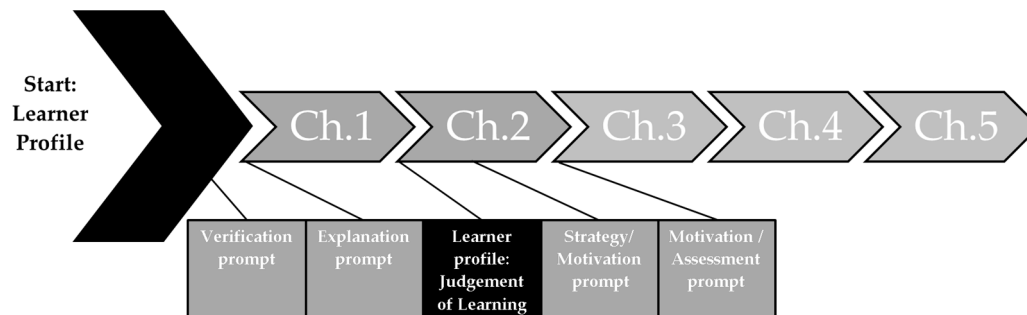 Start:
Learner
Profile
Ch.1
Ch.2
Ch.3
Ch.4
Ch.5
Verification
prompt
Explanation
prompt
Learner
profile:
Judgement
of Learning
Strategy/
Motivation
prompt
Motivation /
Assessment
prompt